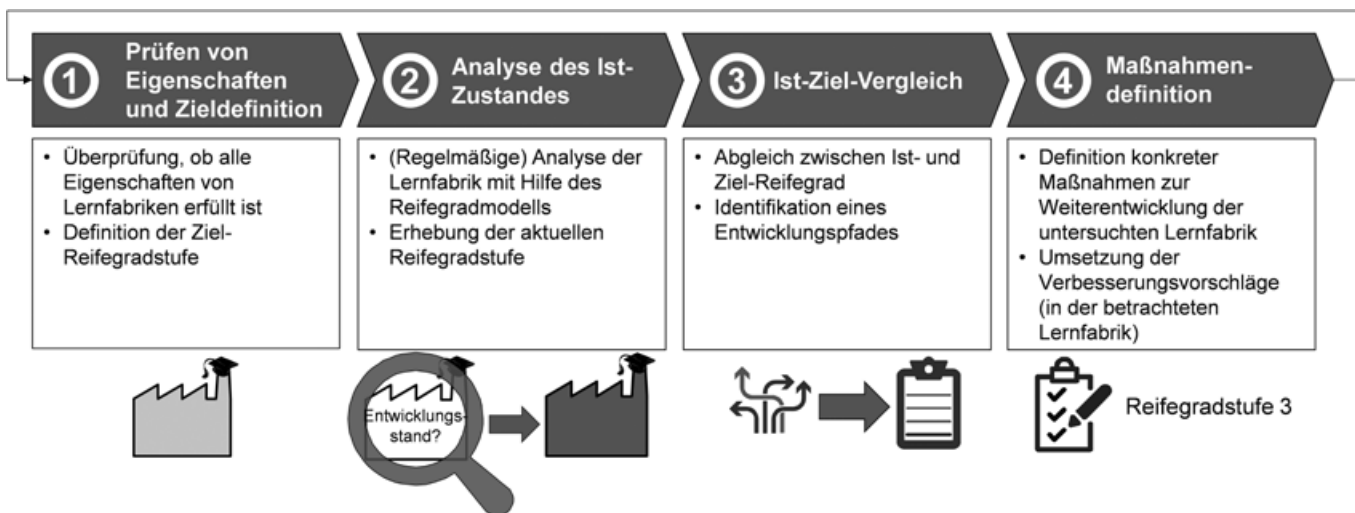 1
Prüfen von
Eigenschaften
und Zieldefinition
2
Analyse des Ist-
Zustandes
3
Ist-Ziel-Vergleich
4
Maßnahmen-
definition
• Überprüfung, ob alle
Eigenschaften von
Lernfabriken erfüllt ist
• Definition der Ziel-
Reifegradstufe
• (Regelmäßige) Analyse der
Lernfabrik mit Hilfe des
Reifegradmodells
• Erhebung der aktuellen
Reifegradstufe
• Abgleich zwischen Ist- und
Ziel-Reifegrad
• Identifikation eines
Entwicklungspfades
• Definition konkreter
Maßnahmen zur
Weiterentwicklung der
untersuchten Lernfabrik
• Umsetzung der
Verbesserungsvorschläge
(in der betrachteten
Lernfabrik)
Entwicklungs-
stand?
Reifegradstufe 3